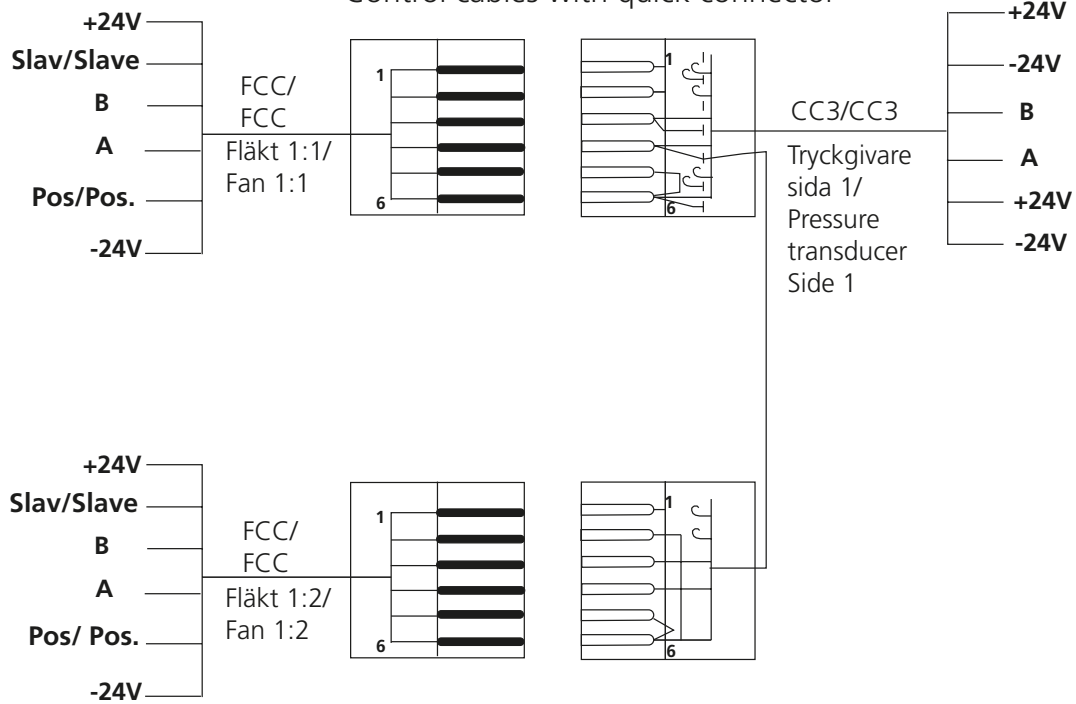 Control cables with quick connector
+24V
Slav/Slave
B
A
Pos/Pos.
-24V
FCC/
FCC
Fläkt 1:1/
Fan 1:1
1
6
1
6
CC3/CC3
Tryckgivare
sida 1/
Pressure
transducer
Side 1
+24V
-24V
B
A
+24V
-24V
+24V
Slav/Slave
B
A
Pos/ Pos.
-24V
FCC/
FCC
Fläkt 1:2/
Fan 1:2
1
6
1
6